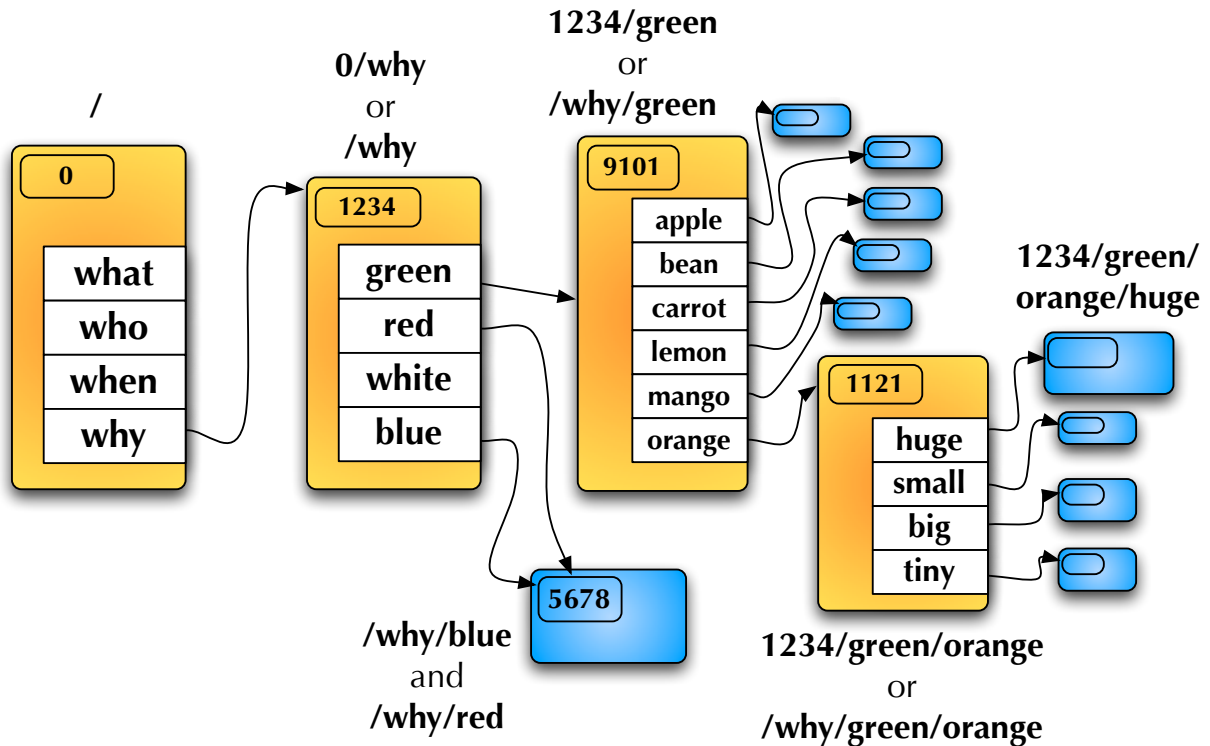 /
0
what
who
when
why
0/why
or
/why
1234
green
red
white
blue
1234/green
or
/why/green
9101
apple
bean
carrot
lemon
mango
orange
1234/green/
orange/huge
1121
huge
small
big
tiny
1234/green/orange
or
/why/green/orange
5678
/why/blue
and
/why/red